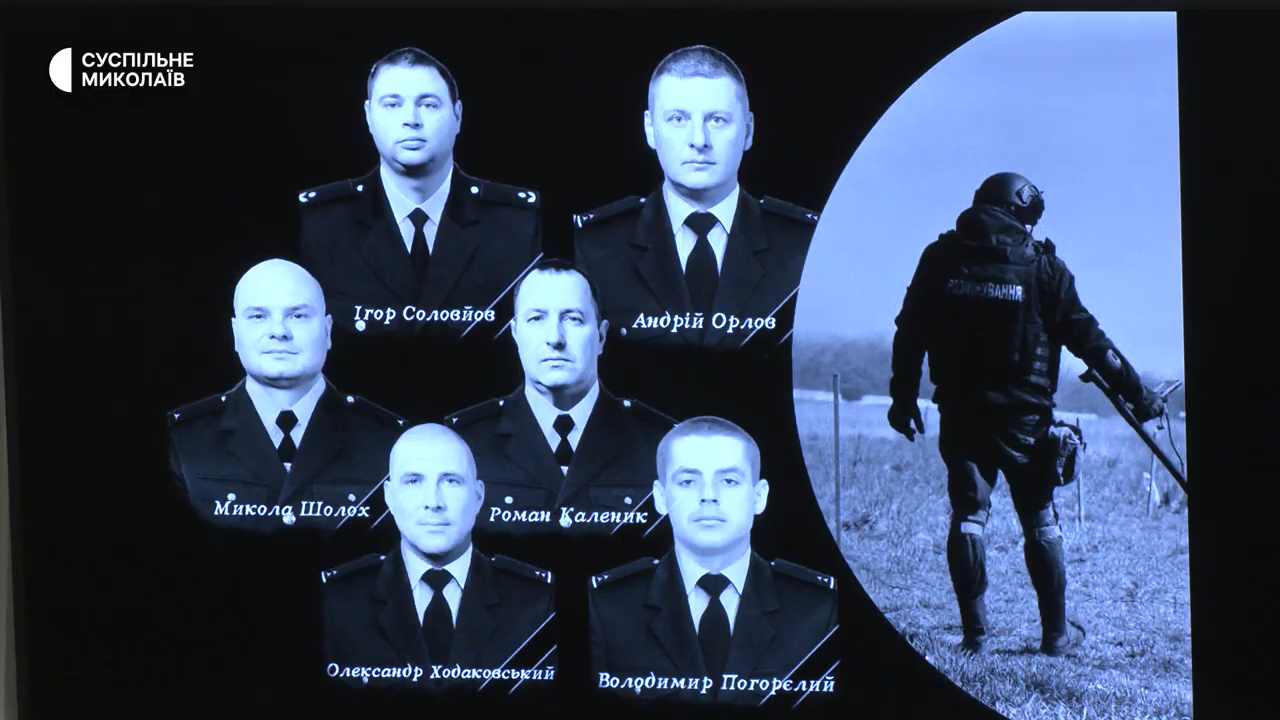 СУСПІЛЬНЕ
МИКОЛАЇВ
Ігор Соловйов
Андрій Орлов
РОЗМІНУВАННЯ
Микола Шолох
Роман Каленик
Олександр Ходаковський
Володимир Погорєлий